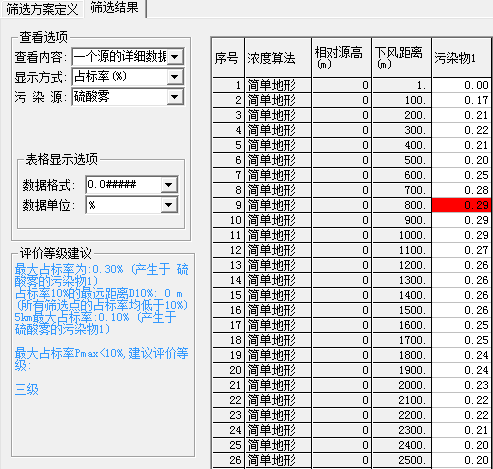 筛选方案定义 筛选结果
查看选项
查看内容: 一个源的详细数据
显示方式: 占标率(%)
污 染 源: 硫酸雾
表格显示选项
数据格式: 0.0#####
数据单位: %
评价等级建议
最大占标率为:0.30% (产生于 硫
酸雾的污染物1)
占标率10%的最远距离D10%: 0 m
(所有筛选点的占标率均低于10%)
5km最大占标率:0.10% (产生于
硫酸雾的污染物1)
最大占标率Pmax<10%,建议评价等
级:
三级
序号 浓度算法 相对源高(m) 下风距离(m) 污染物1
1 简单地形 0 1. 0.00
2 简单地形 0 100. 0.17
3 简单地形 0 200. 0.21
4 简单地形 0 300. 0.22
5 简单地形 0 400. 0.21
6 简单地形 0 500. 0.20
7 简单地形 0 600. 0.25
8 简单地形 0 700. 0.28
9 简单地形 0 800. 0.29
10 简单地形 0 900. 0.29
11 简单地形 0 1000. 0.29
12 简单地形 0 1100. 0.27
13 简单地形 0 1200. 0.26
14 简单地形 0 1300. 0.26
15 简单地形 0 1400. 0.26
16 简单地形 0 1500. 0.26
17 简单地形 0 1600. 0.25
18 简单地形 0 1700. 0.25
19 简单地形 0 1800. 0.24
20 简单地形 0 1900. 0.24
21 简单地形 0 2000. 0.23
22 简单地形 0 2100. 0.22
23 简单地形 0 2200. 0.22
24 简单地形 0 2300. 0.21
25 简单地形 0 2400. 0.20
26 简单地形 0 2500. 0.20